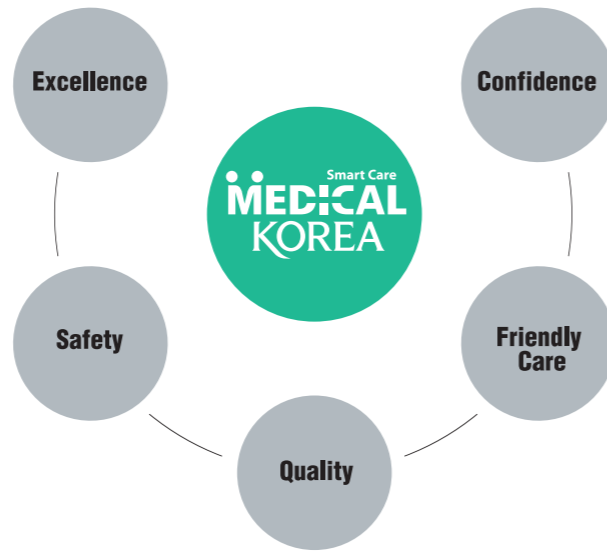 Excellence
Confidence
Smart Care
MEDICAL
KOREA
Safety
Friendly
Care
Quality